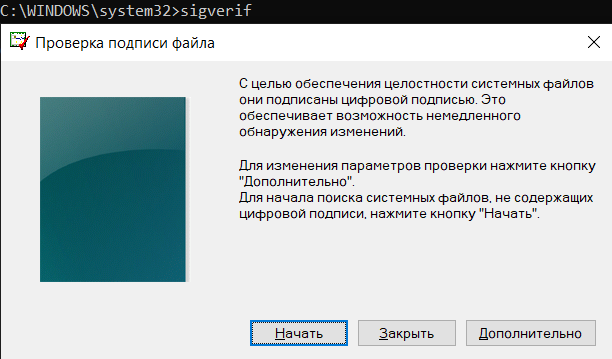 C:\WINDOWS\system32>sigverif
Проверка подписи файла
С целью обеспечения целостности системных файлов
они подписаны цифровой подписью. Это
обеспечивает возможность немедленного
обнаружения изменений.
Для изменения параметров проверки нажмите кнопку
"Дополнительно".
Для начала поиска системных файлов, не содержащих
цифровой подписи, нажмите кнопку "Начать".
Начать
Закрыть
Дополнительно